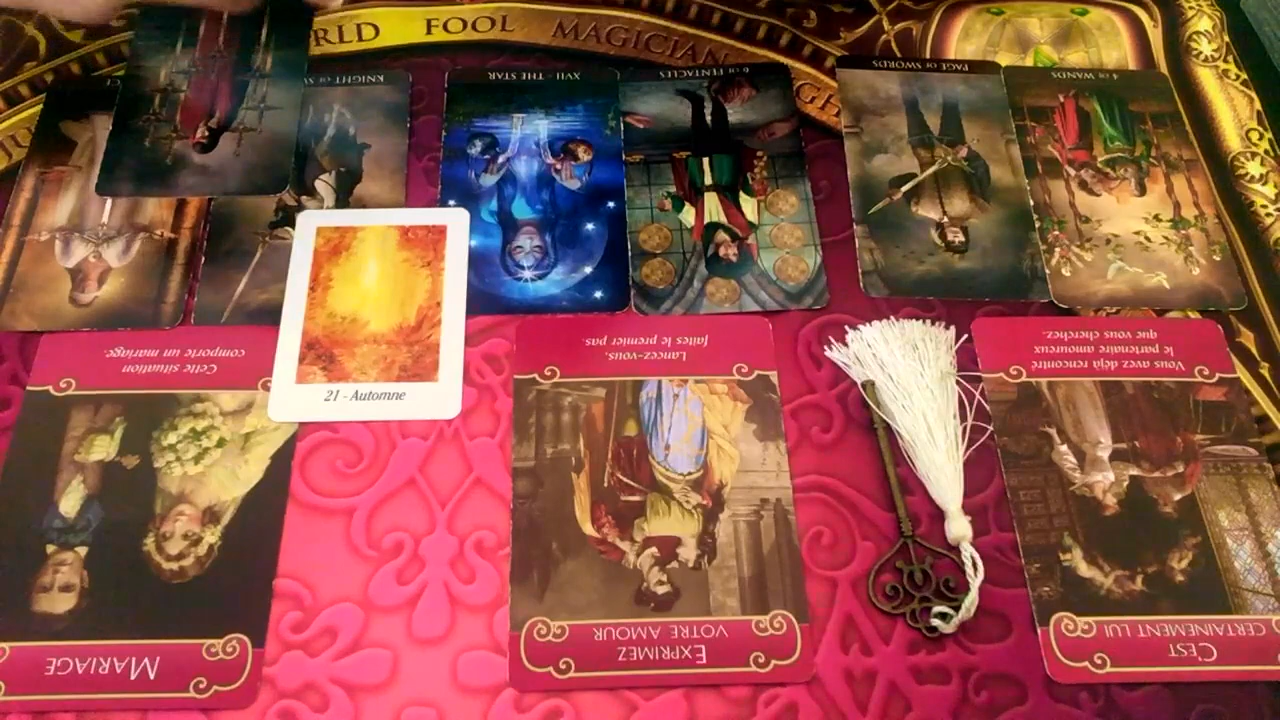 RLD FOOL MAGICIAN
KNIGHT OF SW
XVII - THE STAR
6 OF PENTACLES
PAGE OF SWORDS
4 OF WANDS
21 - Automne
MARIAGE
Cette situation
comporte un mariage.
EXPRIMEZ
VOTRE AMOUR
Lancez-vous,
faites le premier pas.
C'EST
CERTAINEMENT LUI
Vous avez déjà rencontré
le partenaire amoureux
que vous cherchez.